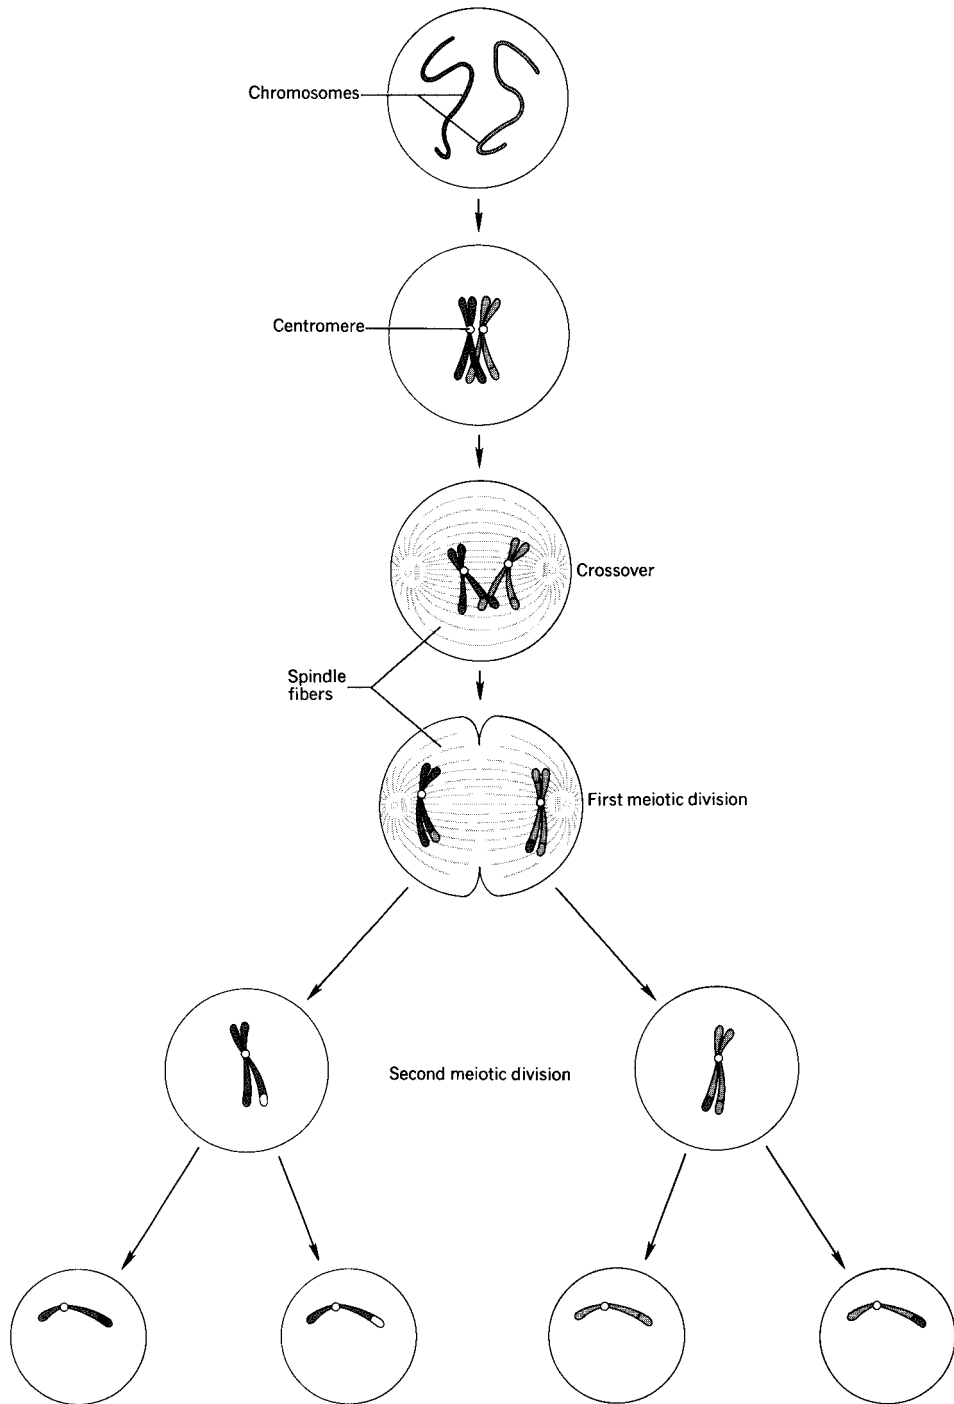 Chromosomes
Centromere
Crossover
Spindle
fibers
First meiotic division
Second meiotic division